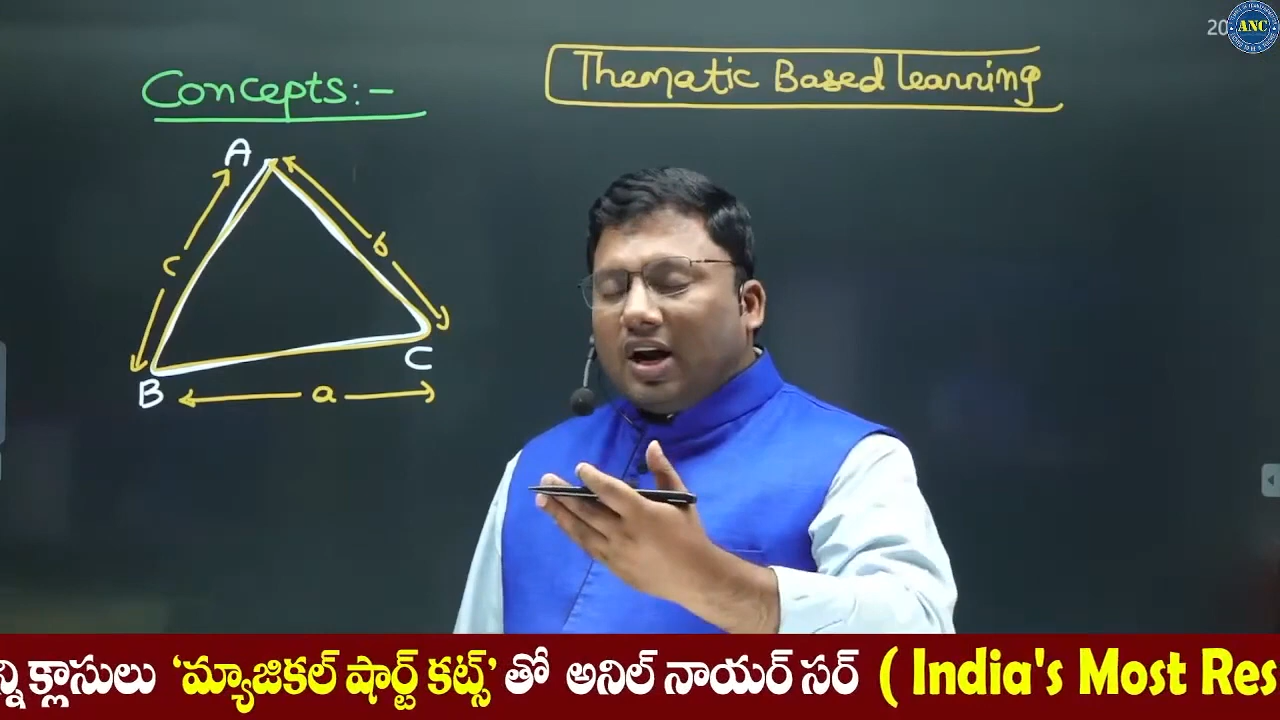 20
ANC
Thematic Based learning
Concepts:-
A
c
b
B
C
a
న్ని క్లాసులు ‘మ్యాజికల్ షార్ట్ కట్స్’ తో అనిల్ నాయర్ సర్ ( India's Most Res